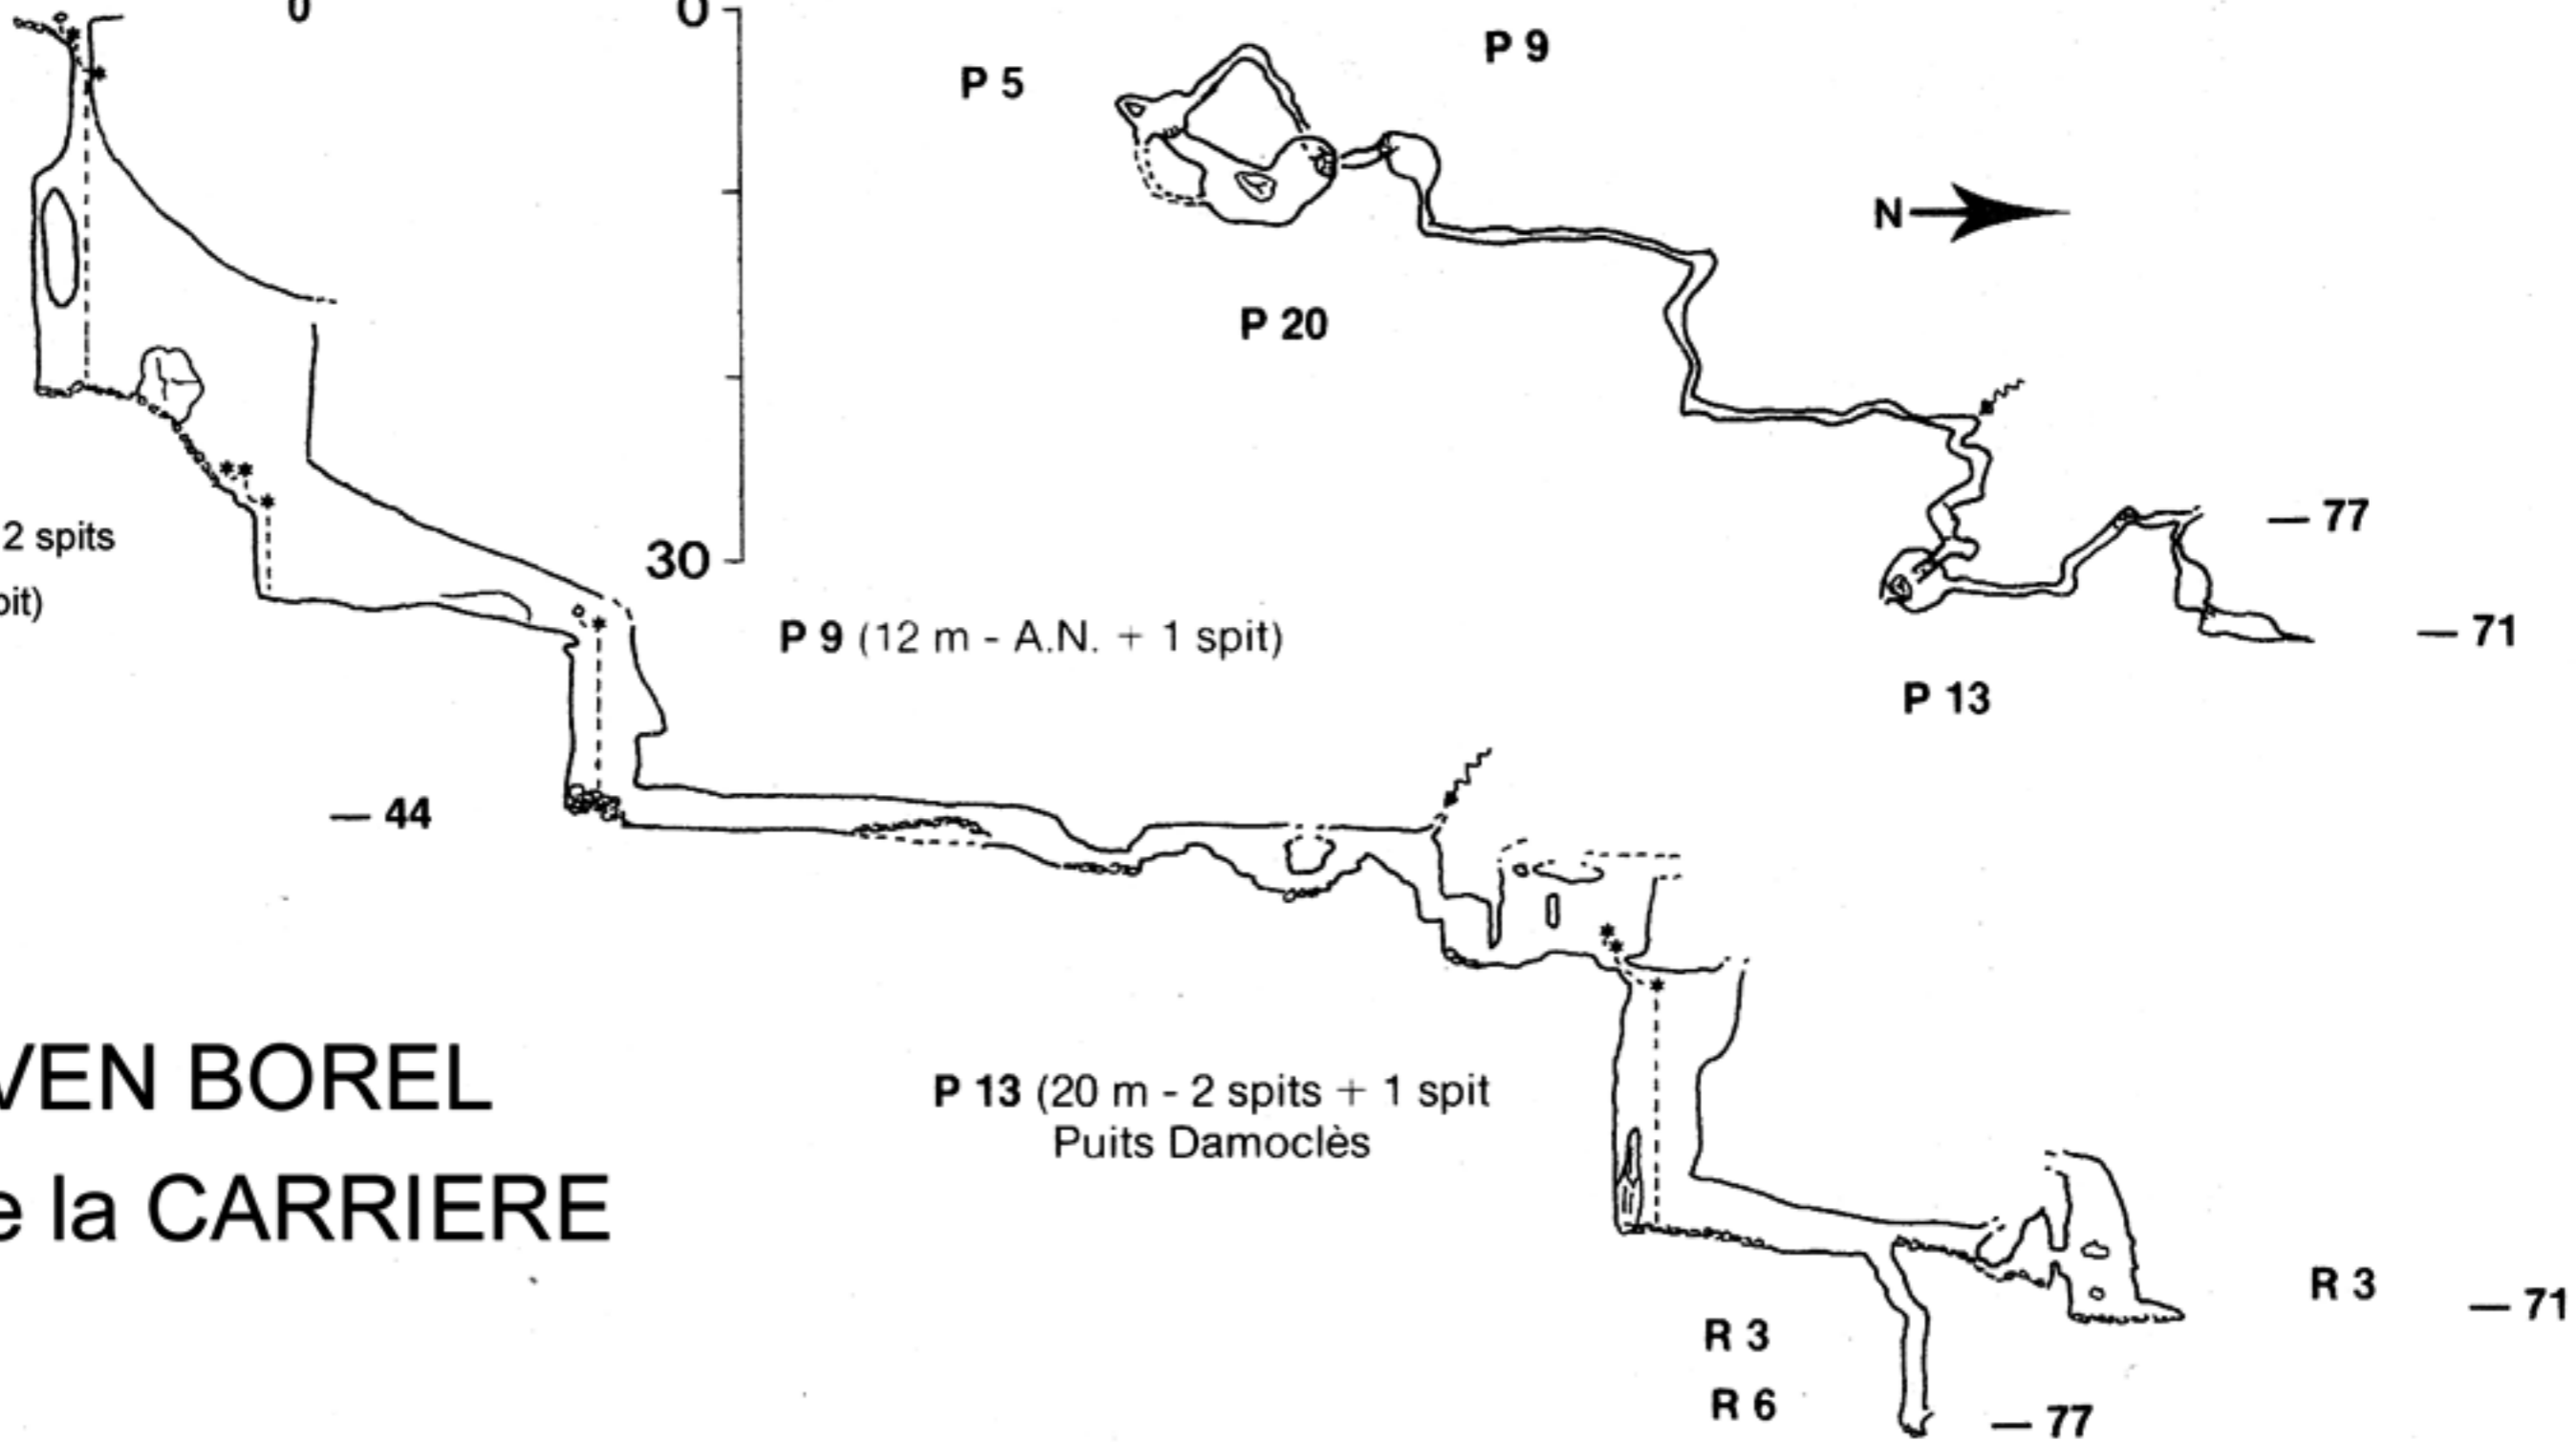 0
0
P 9
P 5
N
P 20
— 77
2 spits
30
pit)
P 9 (12 m - A.N. + 1 spit)
— 71
P 13
— 44
VEN BOREL
P 13 (20 m - 2 spits + 1 spit
Puits Damoclès
e la CARRIERE
R 3
— 71
R 3
R 6
— 77